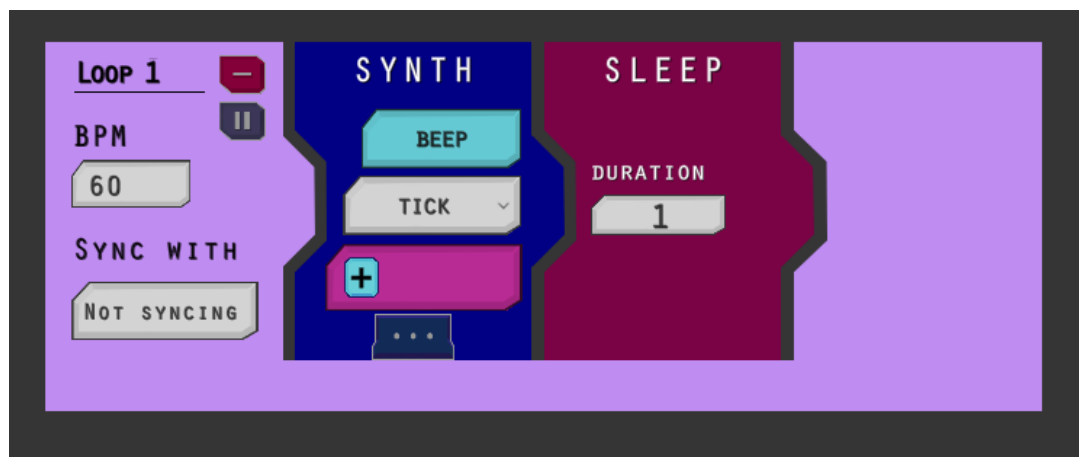 Loop 1
BPM
60
Sync with
Not syncing
SYNTH
BEEP
TICK
+
...
SLEEP
DURATION
1